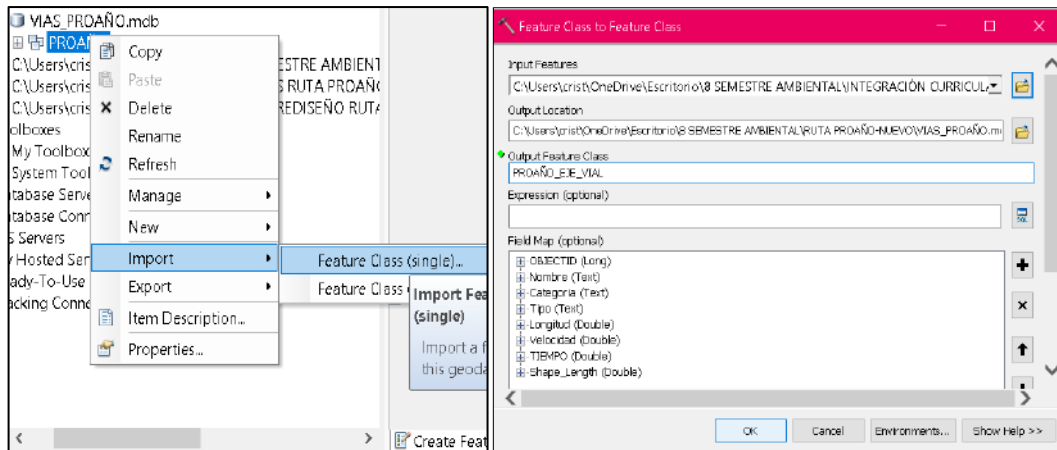 VIAS_PROAÑO.mdb
PROAÑ
C:\Users\cris
ESTRE AMBIENT
C:\Users\cris
S RUTA PROAÑ
C:\Users\cris
REDISEÑO RUTA
olboxes
My Toolbox
System Tool
atabase Serve
atabase Conn
S Servers
y Hosted Ser
ady-To-Use
acking Conne
Copy
Paste
Delete
Rename
Refresh
Manage
New
Import
Export
Item Description...
Properties...
Feature Class (single)...
Feature Class
Import Fea
(single)
Import a f
this geoda
Create Feat
Feature Class to Feature Class
Input Features
C:\Users\crist\OneDrive\Escritorio\8 SEMESTRE AMBIENTAL\INTEGRACIÓN CURRICUL
Output Location
C:\Users\crist\OneDrive\Escritorio\8 SEMESTRE AMBIENTAL\RUTA PROAÑO-NUEVO\VIAS_PROAÑO.m
Output Feature Class
PROAÑO_EJE_VIAL
Expression (optional)
SQL
Field Map (optional)
OBJECTID (Long)
Nombre (Text)
Categoria (Text)
Tipo (Text)
Longitud (Double)
Velocidad (Double)
TIEMPO (Double)
Shape_Length (Double)
OK
Cancel
Environments...
Show Help >>